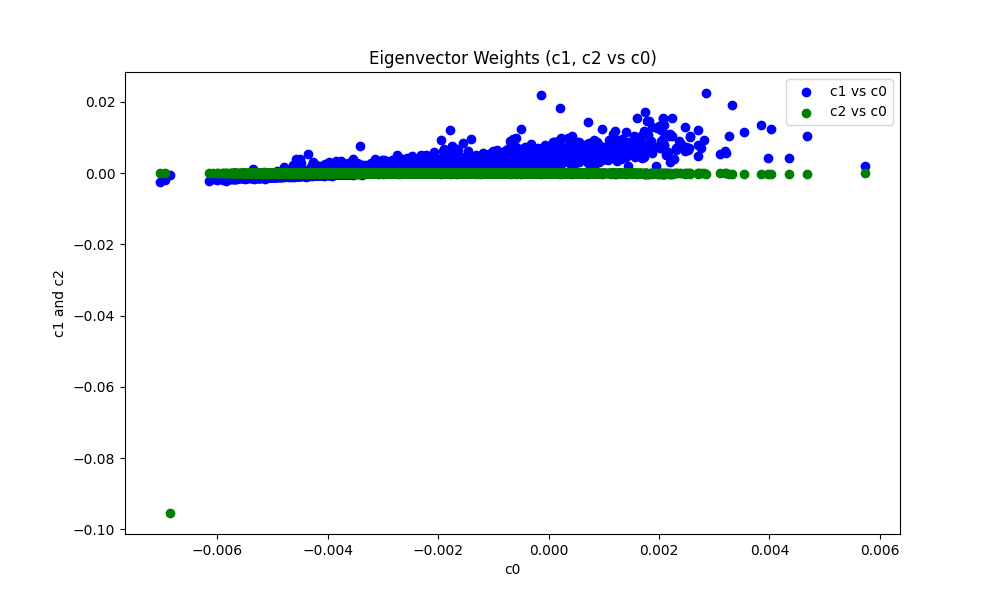 Eigenvector Weights (c1, c2 vs c0)
c1 vs c0
c2 vs c0
0.02
0.00
−0.02
−0.04
−0.06
−0.08
−0.10
c1 and c2
−0.006
−0.004
−0.002
0.000
0.002
0.004
0.006
c0